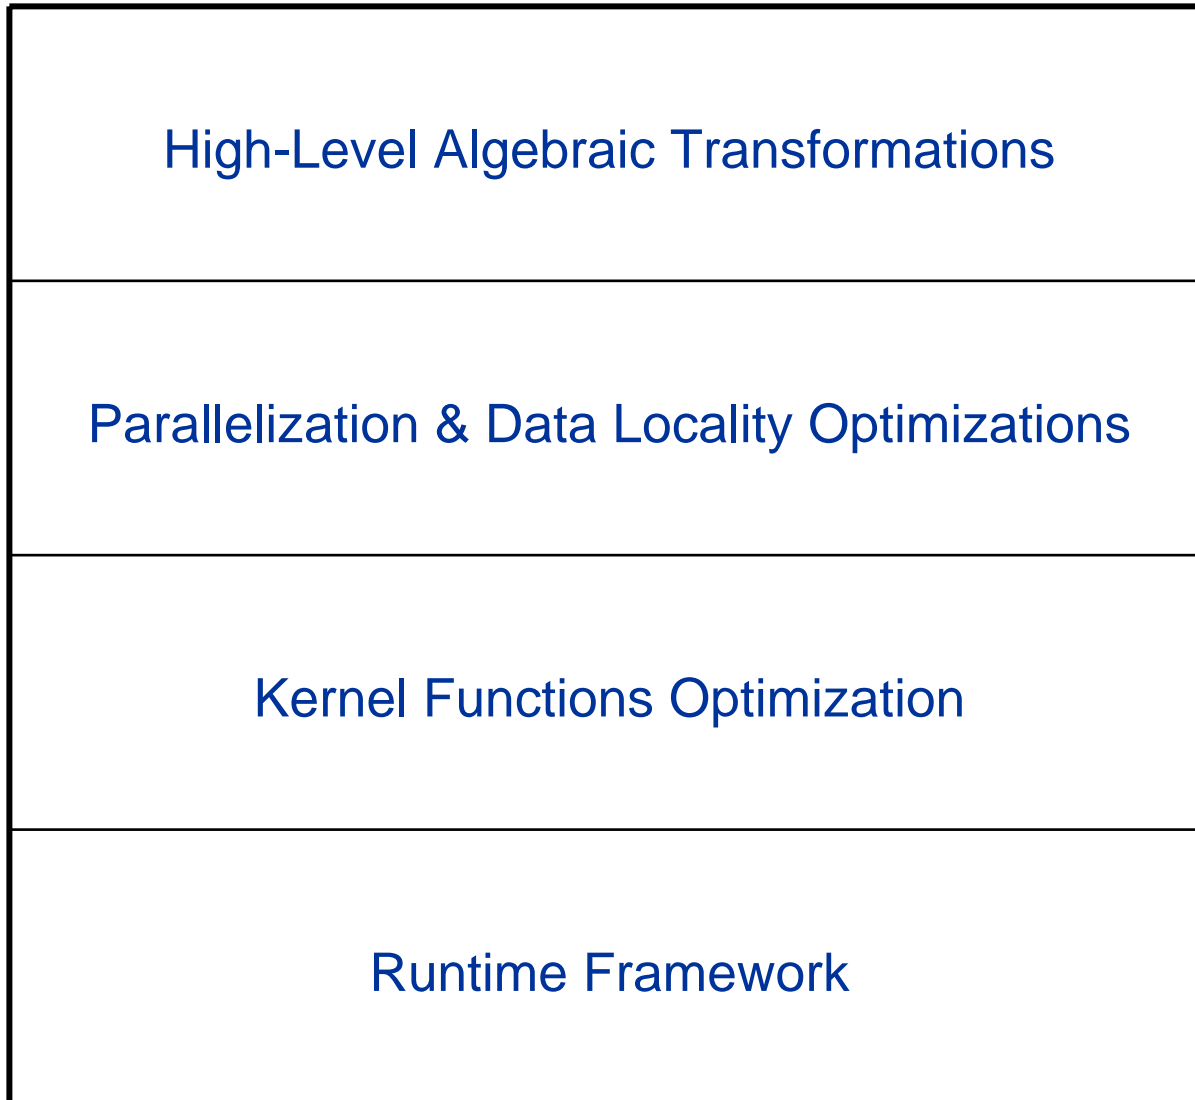 High-Level Algebraic Transformations
Parallelization & Data Locality Optimizations
Kernel Functions Optimization
Runtime Framework